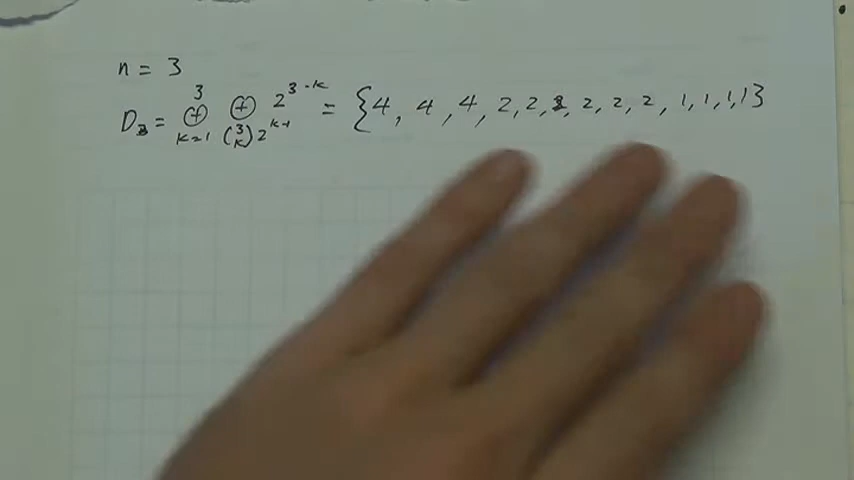 n = 3
D₃ = ⊕_{k=1}^{3} ⊕_{(3 k) 2^{k-1}} 2^{3-k} = {4, 4, 4, 2, 2, 2, 2, 2, 2, 1, 1, 1, 1}